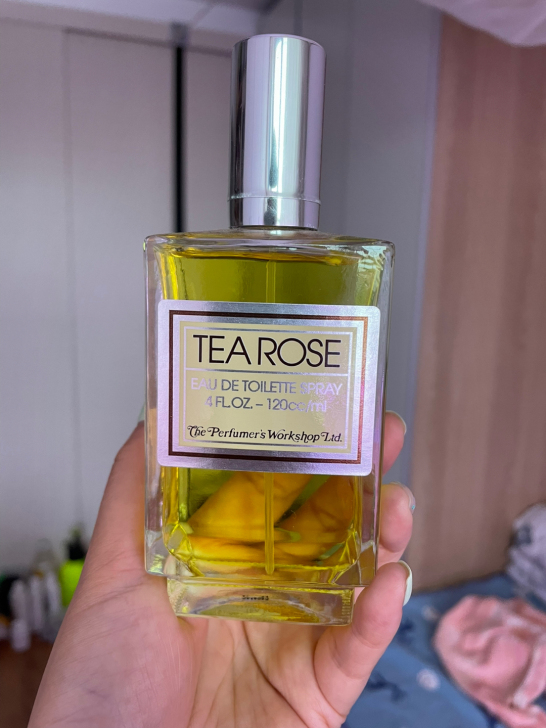 TEA ROSE
EAU DE TOILETTE SPRAY
4 FL.OZ. – 120cc/ml
The Perfumer's Workshop Ltd.